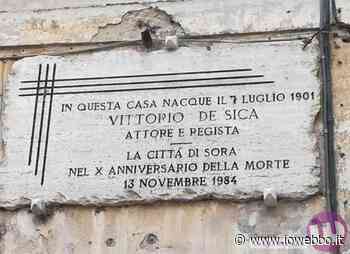 IN QUESTA CASA NACQUE IL 7 LUGLIO 1901
VITTORIO DE SICA
ATTORE E REGISTA
LA CITTÀ DI SORA
NEL X ANNIVERSARIO DELLA MORTE
13 NOVEMBRE 1984
© www.iowebbo.it